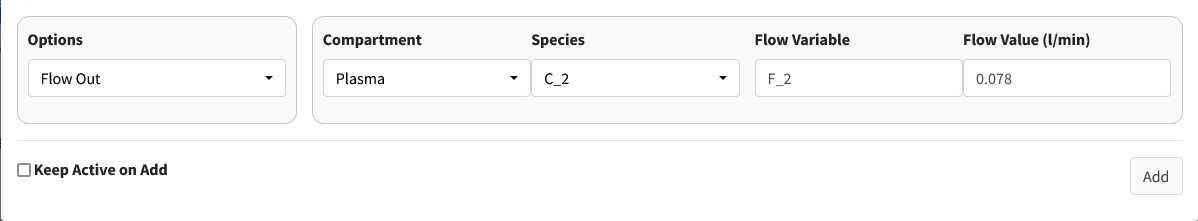 Options
Flow Out
Compartment Species Flow Variable Flow Value (l/min)
Plasma C_2 F_2 0.078
Keep Active on Add
Add